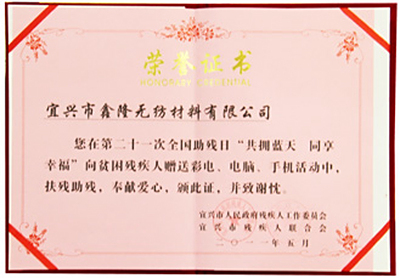 荣誉证书
HONORARY CREDENTIAL
宜兴市鑫隆无纺材料有限公司
您在第二十一次全国助残日“共拥蓝天 同享
幸福”向贫困残疾人赠送彩电、电脑、手机活动中，
扶残助残，奉献爱心，颁此证，并致谢忱。
宜兴市人民政府残疾人工作委员会
宜兴市残疾人联合会
二〇一一年五月